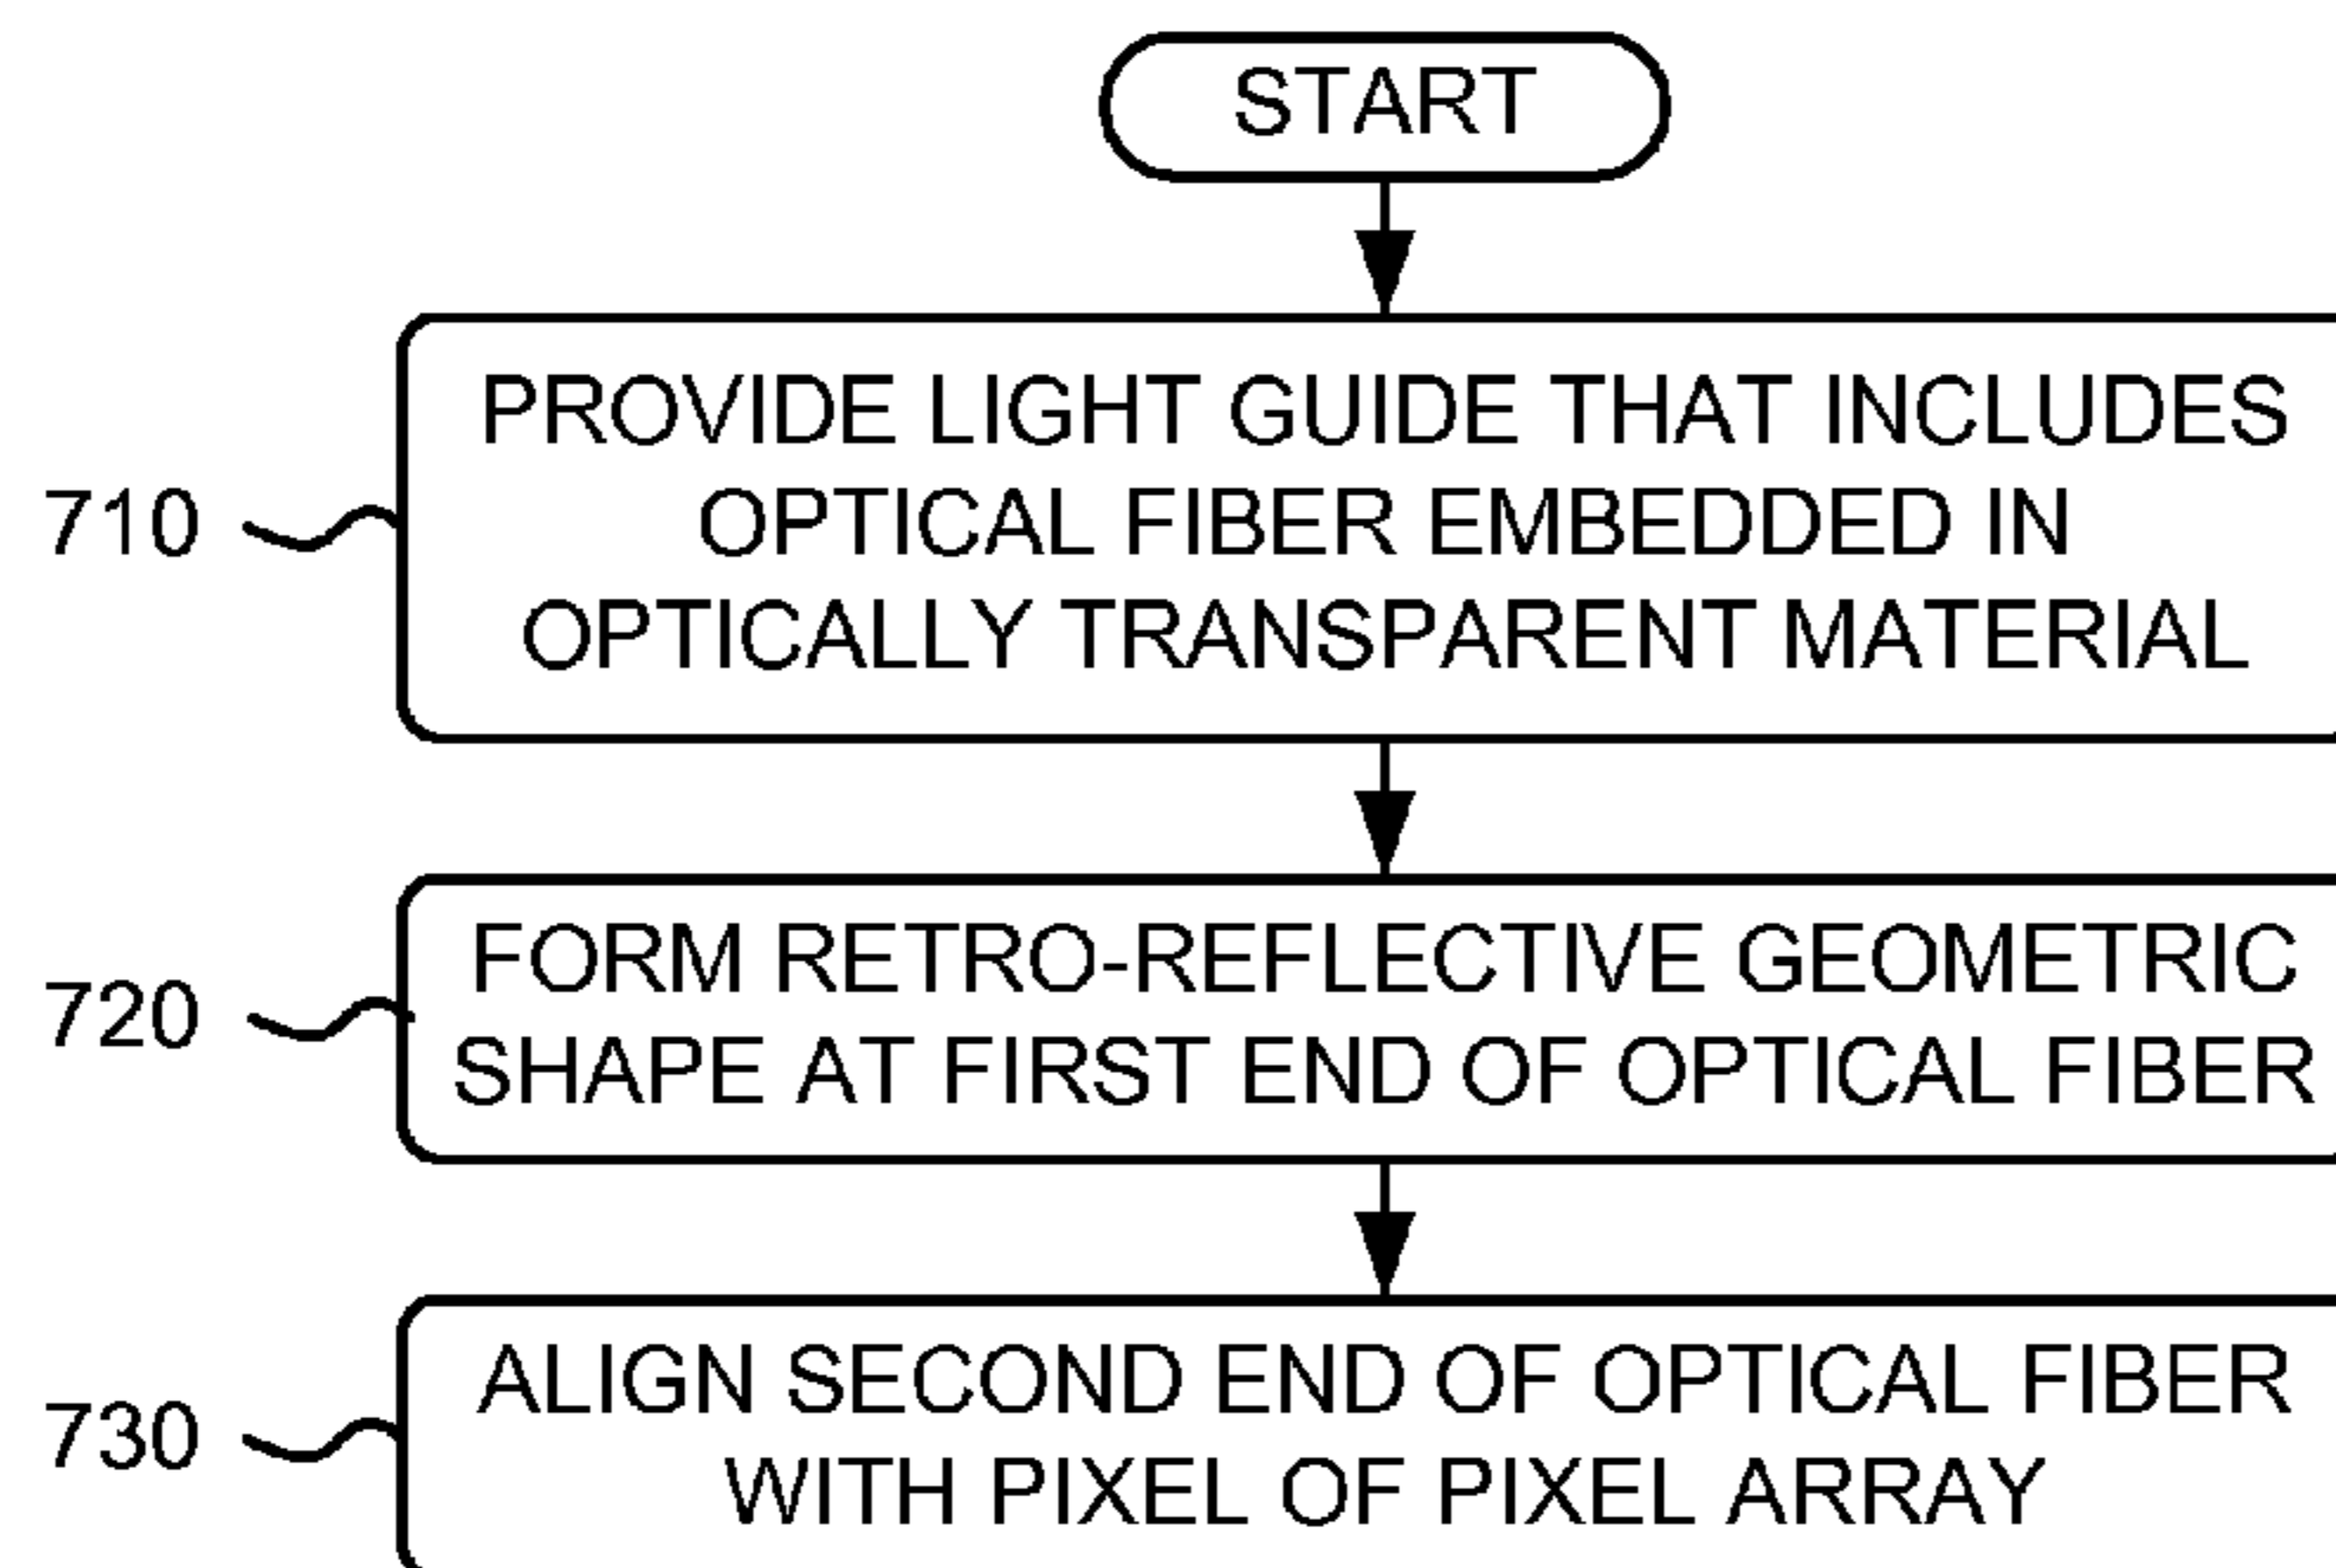 START
710
PROVIDE LIGHT GUIDE THAT INCLUDES
OPTICAL FIBER EMBEDDED IN
OPTICALLY TRANSPARENT MATERIAL
720
FORM RETRO-REFLECTIVE GEOMETRIC
SHAPE AT FIRST END OF OPTICAL FIBER
730
ALIGN SECOND END OF OPTICAL FIBER
WITH PIXEL OF PIXEL ARRAY